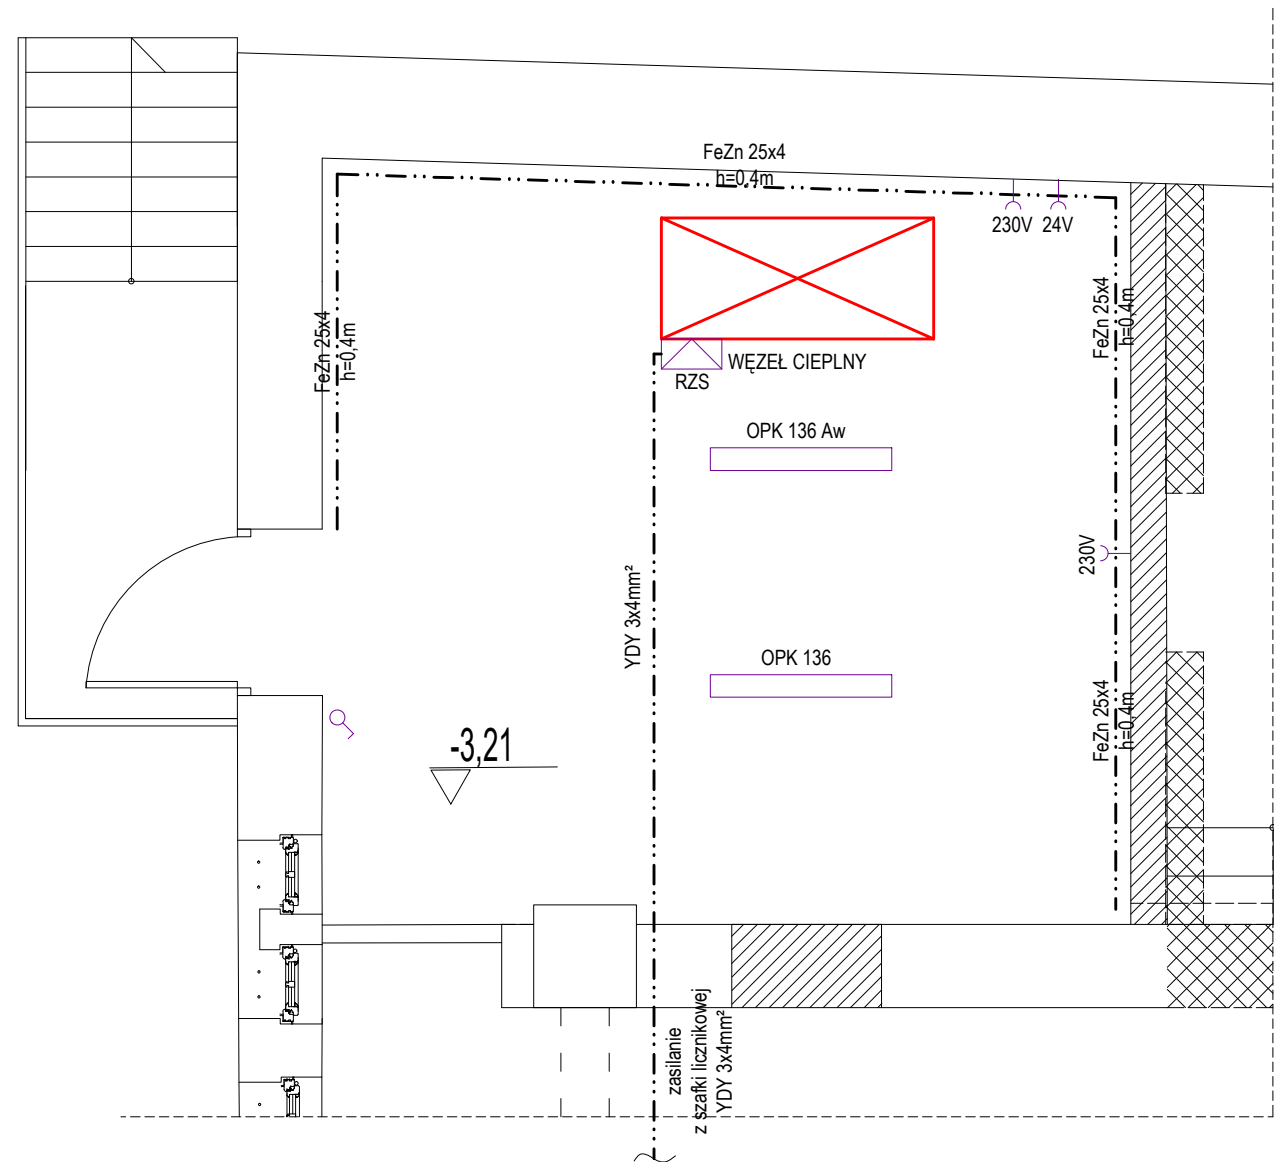 FeZn 25x4
h=0,4m
230V
24V
FeZn 25x4
h=0,4m
FeZn 25x4
h=0,4m
WĘZEŁ CIEPLNY
RZS
OPK 136 Aw
230V
YDY 3x4mm²
OPK 136
FeZn 25x4
h=0,4m
-3,21
zasilanie
z szafki licznikowej
YDY 3x4mm²